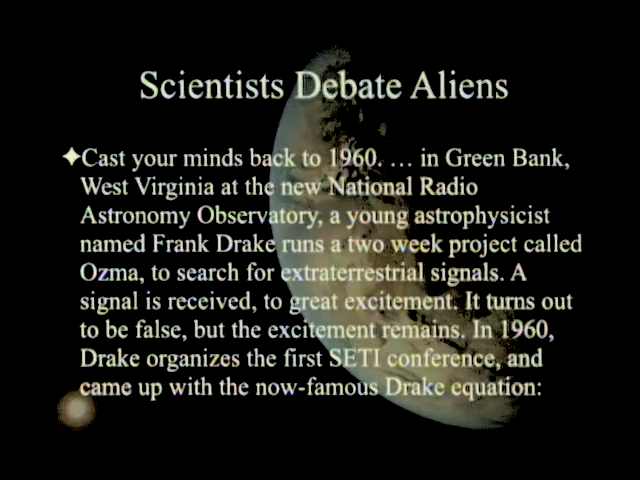 Scientists Debate Aliens
✦Cast your minds back to 1960. … in Green Bank,
West Virginia at the new National Radio
Astronomy Observatory, a young astrophysicist
named Frank Drake runs a two week project called
Ozma, to search for extraterrestrial signals. A
signal is received, to great excitement. It turns out
to be false, but the excitement remains. In 1960,
Drake organizes the first SETI conference, and
came up with the now-famous Drake equation: